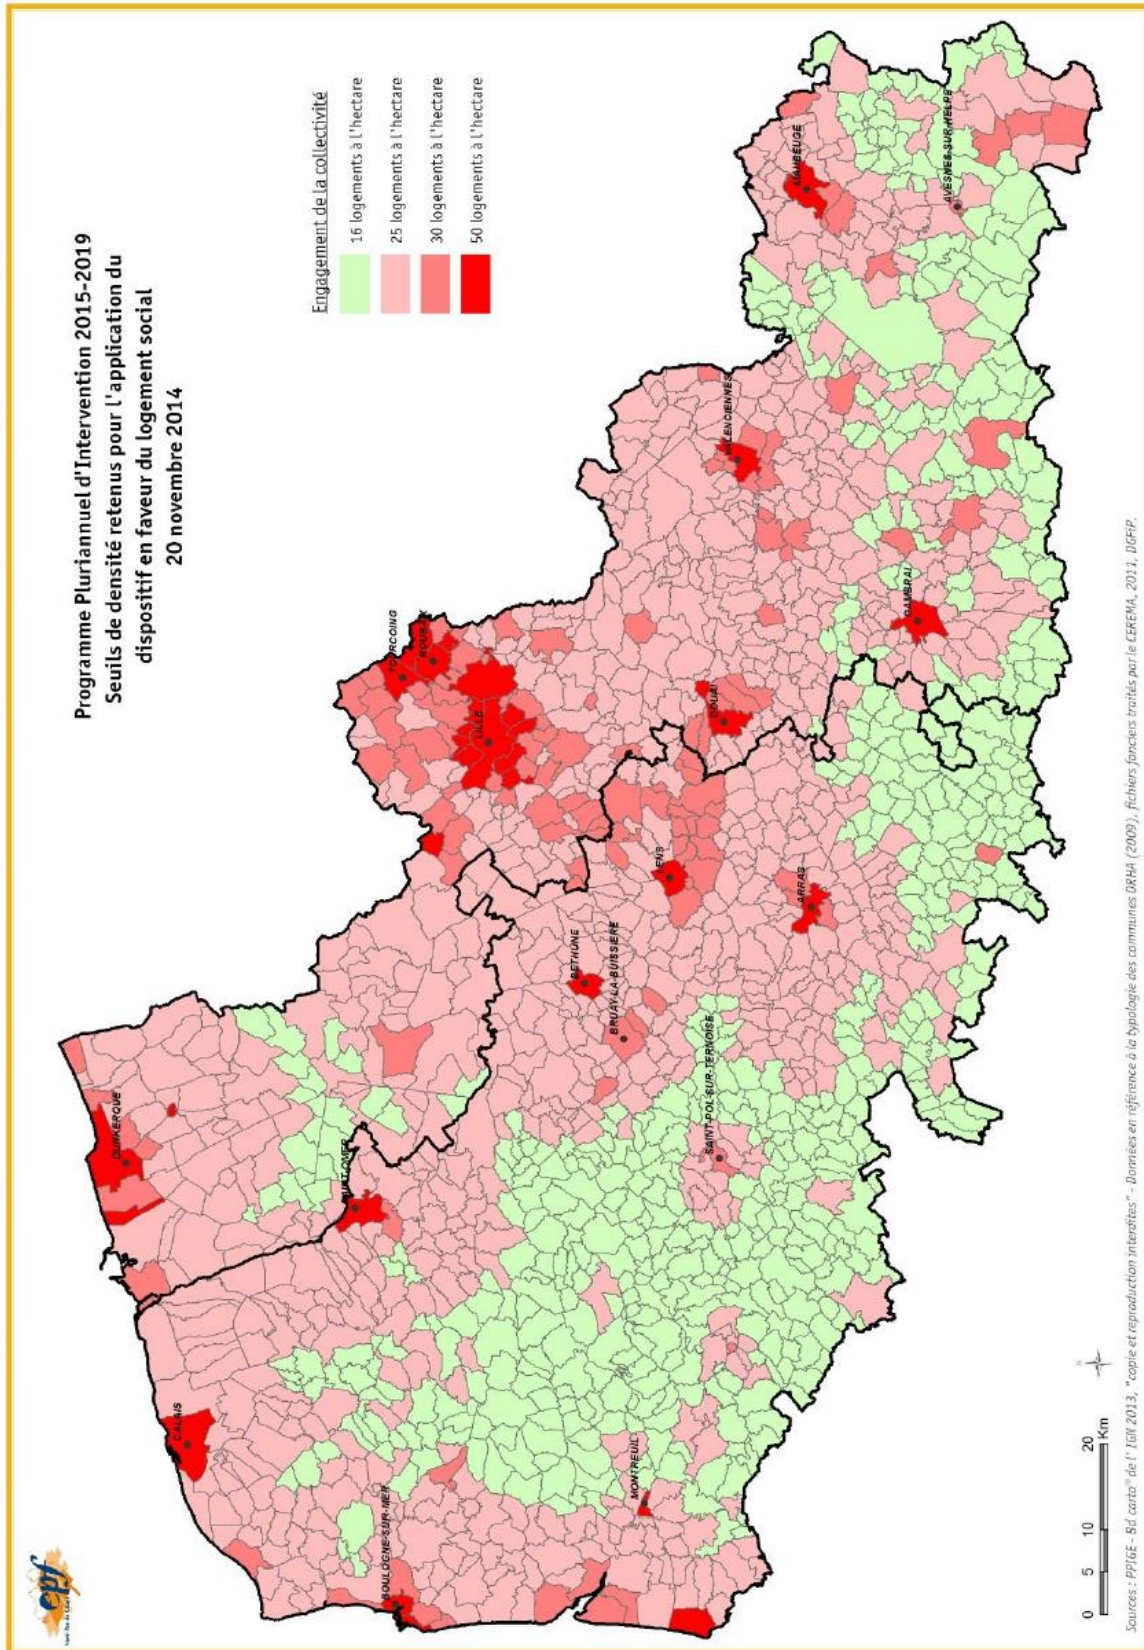 Programme Pluriannuel d'Intervention 2015-2019
Seuils de densité retenus pour l'application du
dispositif en faveur du logement social
20 novembre 2014
Engagement de la collectivité
16 logements à l'hectare
25 logements à l'hectare
30 logements à l'hectare
50 logements à l'hectare
DUNKERQUE
CALAIS
TOURCOING
ROUBAIX
LILLE
BOULOGNE-SUR-MER
BETHUNE
BRUAY-LA-BUISSIERE
LENS
DOUAI
VALENCIENNES
MAUBEUGE
MONTREUIL
SAINT-POL-SUR-TERNOISE
ARRAS
CAMBRAI
AVESNES-SUR-HELPE
0 5 10 20
Km
Sources : PPIGE - Bd carto® de l' IGN 2013, "copie et reproduction interdites" - Données en référence à la typologie des communes ORHA (2009), fichiers fonciers traités par le CEREMA, 2011, DGFiP.